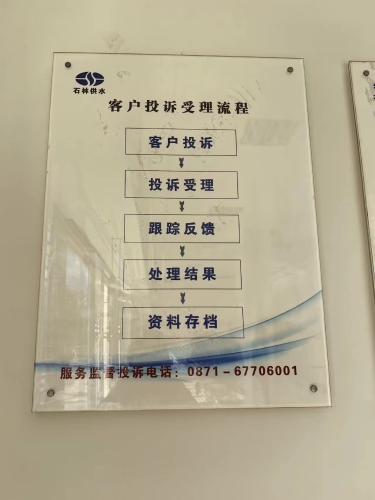 石林供水
客户投诉受理流程
客户投诉
投诉受理
跟踪反馈
处理结果
资料存档
服务监督投诉电话：0871－67706001